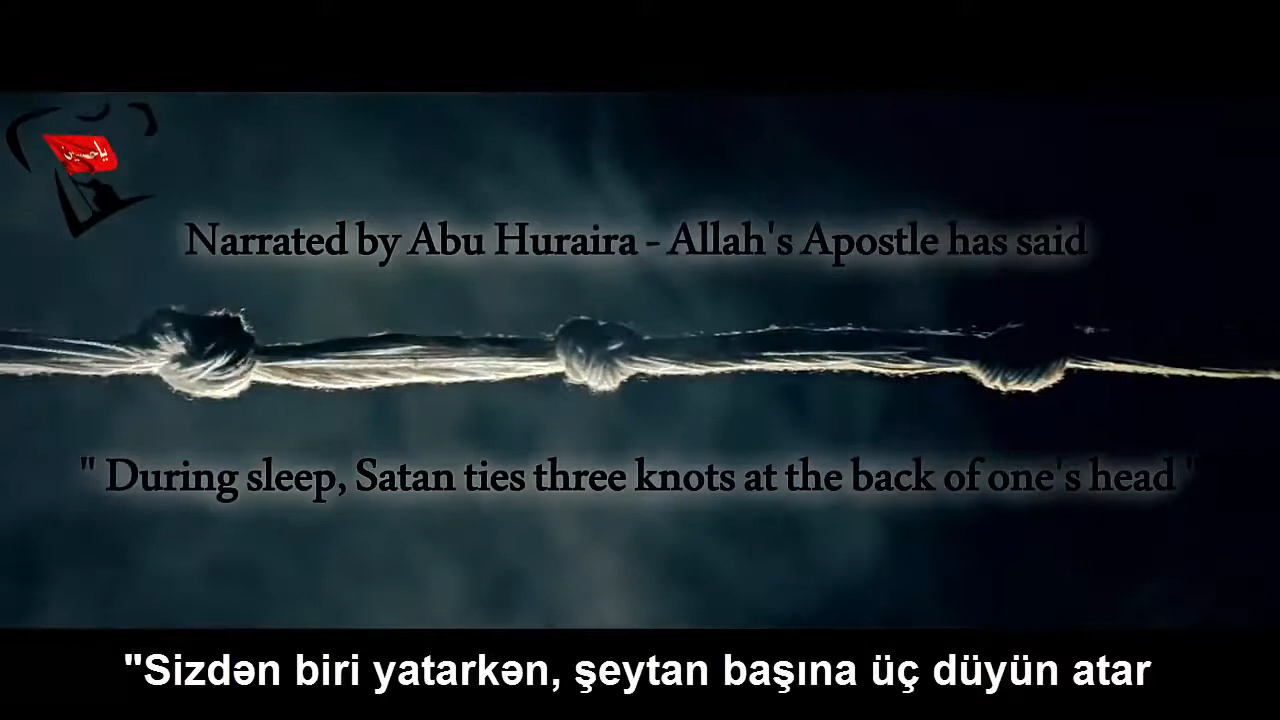 ياحسين
Narrated by Abu Huraira - Allah's Apostle has said
" During sleep, Satan ties three knots at the back of one's head "
"Sizdən biri yatarkən, şeytan başına üç düyün atar